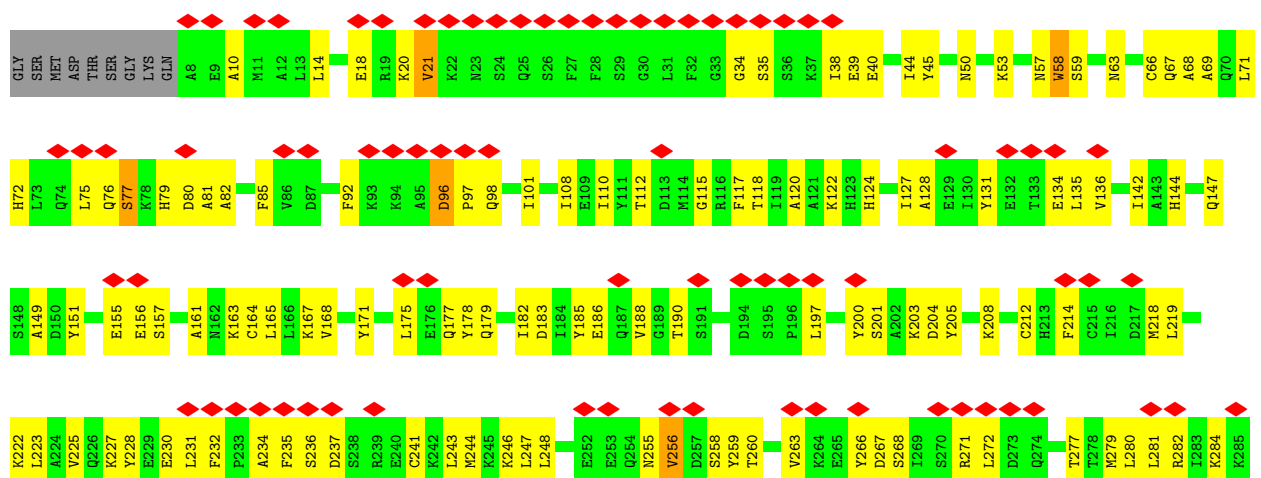 GLY SER MET ASP THR SER GLY LYS GLN A8 E9 A10 M11 A12 L13 L14 E18 R19 K20 V21 K22 N23 S24 Q25 S26 F27 F28 S29 G30 L31 F32 G33 G34 S35 S36 K37 I38 E39 E40 I44 Y45 N50 K53 N57 W58 S59 N63 C66 Q67 A68 A69 Q70 L71
H72 L73 Q74 L75 Q76 S77 K78 H79 D80 A81 A82 F85 V86 D87 F92 K93 K94 A95 D96 P97 Q98 I101 I108 E109 I110 Y111 T112 D113 M114 G115 R116 F117 T118 I119 A120 A121 K122 H123 H124 I127 A128 E129 I130 Y131 E132 T133 E134 L135 V136 I142 A143 H144 Q147
S148 A149 D150 Y151 E155 E156 S157 A161 N162 K163 C164 L165 L166 K167 V168 Y171 L175 E176 Q177 Y178 Q179 I182 D183 I184 Y185 E186 Q187 V188 G189 T190 S191 D194 S195 P196 L197 Y200 S201 A202 K203 D204 Y205 K208 C212 H213 F214 C215 I216 D217 M218 L219
K222 L223 A224 V225 Q226 K227 Y228 E229 E230 L231 F232 P233 A234 F235 S236 D237 S238 R239 E240 C241 K242 L243 M244 K245 K246 L247 L248 E252 E253 Q254 N255 V256 D257 S258 Y259 T260 V263 K264 E265 Y266 D267 S268 I269 S270 R271 L272 D273 Q274 T277 T278 M279 L280 L281 R282 I283 K284 K285